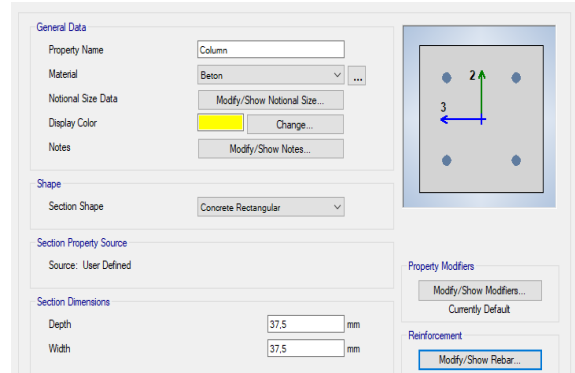 General Data
Property Name Column
Material Beton ...
Notional Size Data Modify/Show Notional Size...
Display Color Change...
Notes Modify/Show Notes...
2
3
Shape
Section Shape Concrete Rectangular
Section Property Source
Source: User Defined
Property Modifiers
Modify/Show Modifiers...
Currently Default
Section Dimensions
Depth 37,5 mm
Width 37,5 mm
Reinforcement
Modify/Show Rebar...